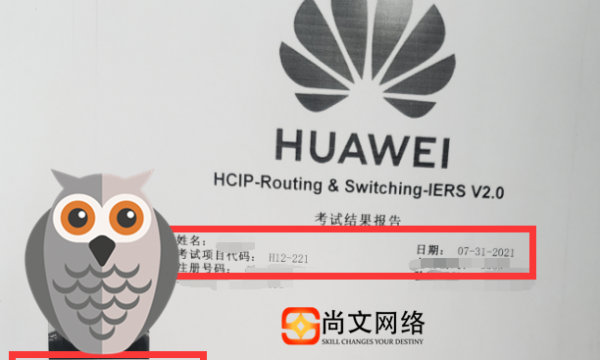 HUAWEI
HCIP-Routing & Switching-IERS V2.0
考试结果报告
姓名:
考试项目代码: H12-221
日期: 07-31-2021
注册号码:
尚文网络
SKILL CHANGES YOUR DESTINY